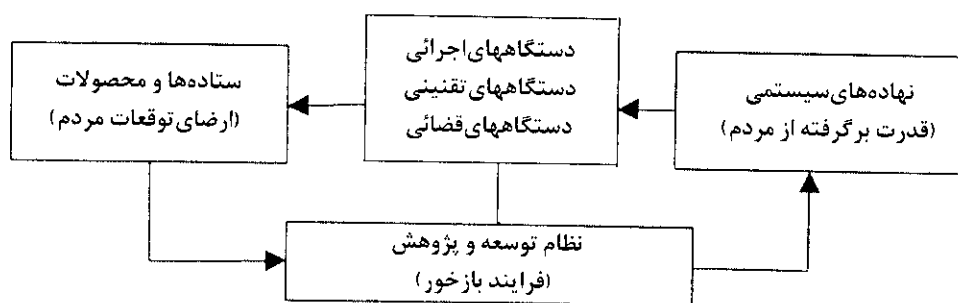 نهاده‌های سیستمی
(قدرت برگرفته از مردم)
دستگاههای اجرائی
دستگاههای تقنینی
دستگاههای قضائی
ستاده‌ها و محصولات
(ارضای توقعات مردم)
نظام توسعه و پژوهش
(فرایند بازخور)